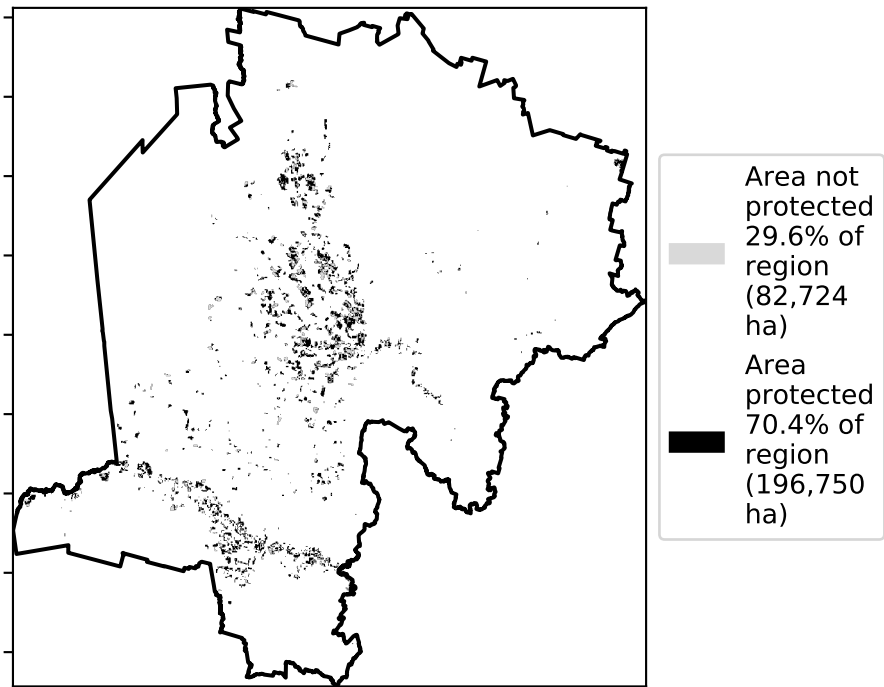 Area not
protected
29.6% of
region
(82,724
ha)
Area
protected
70.4% of
region
(196,750
ha)